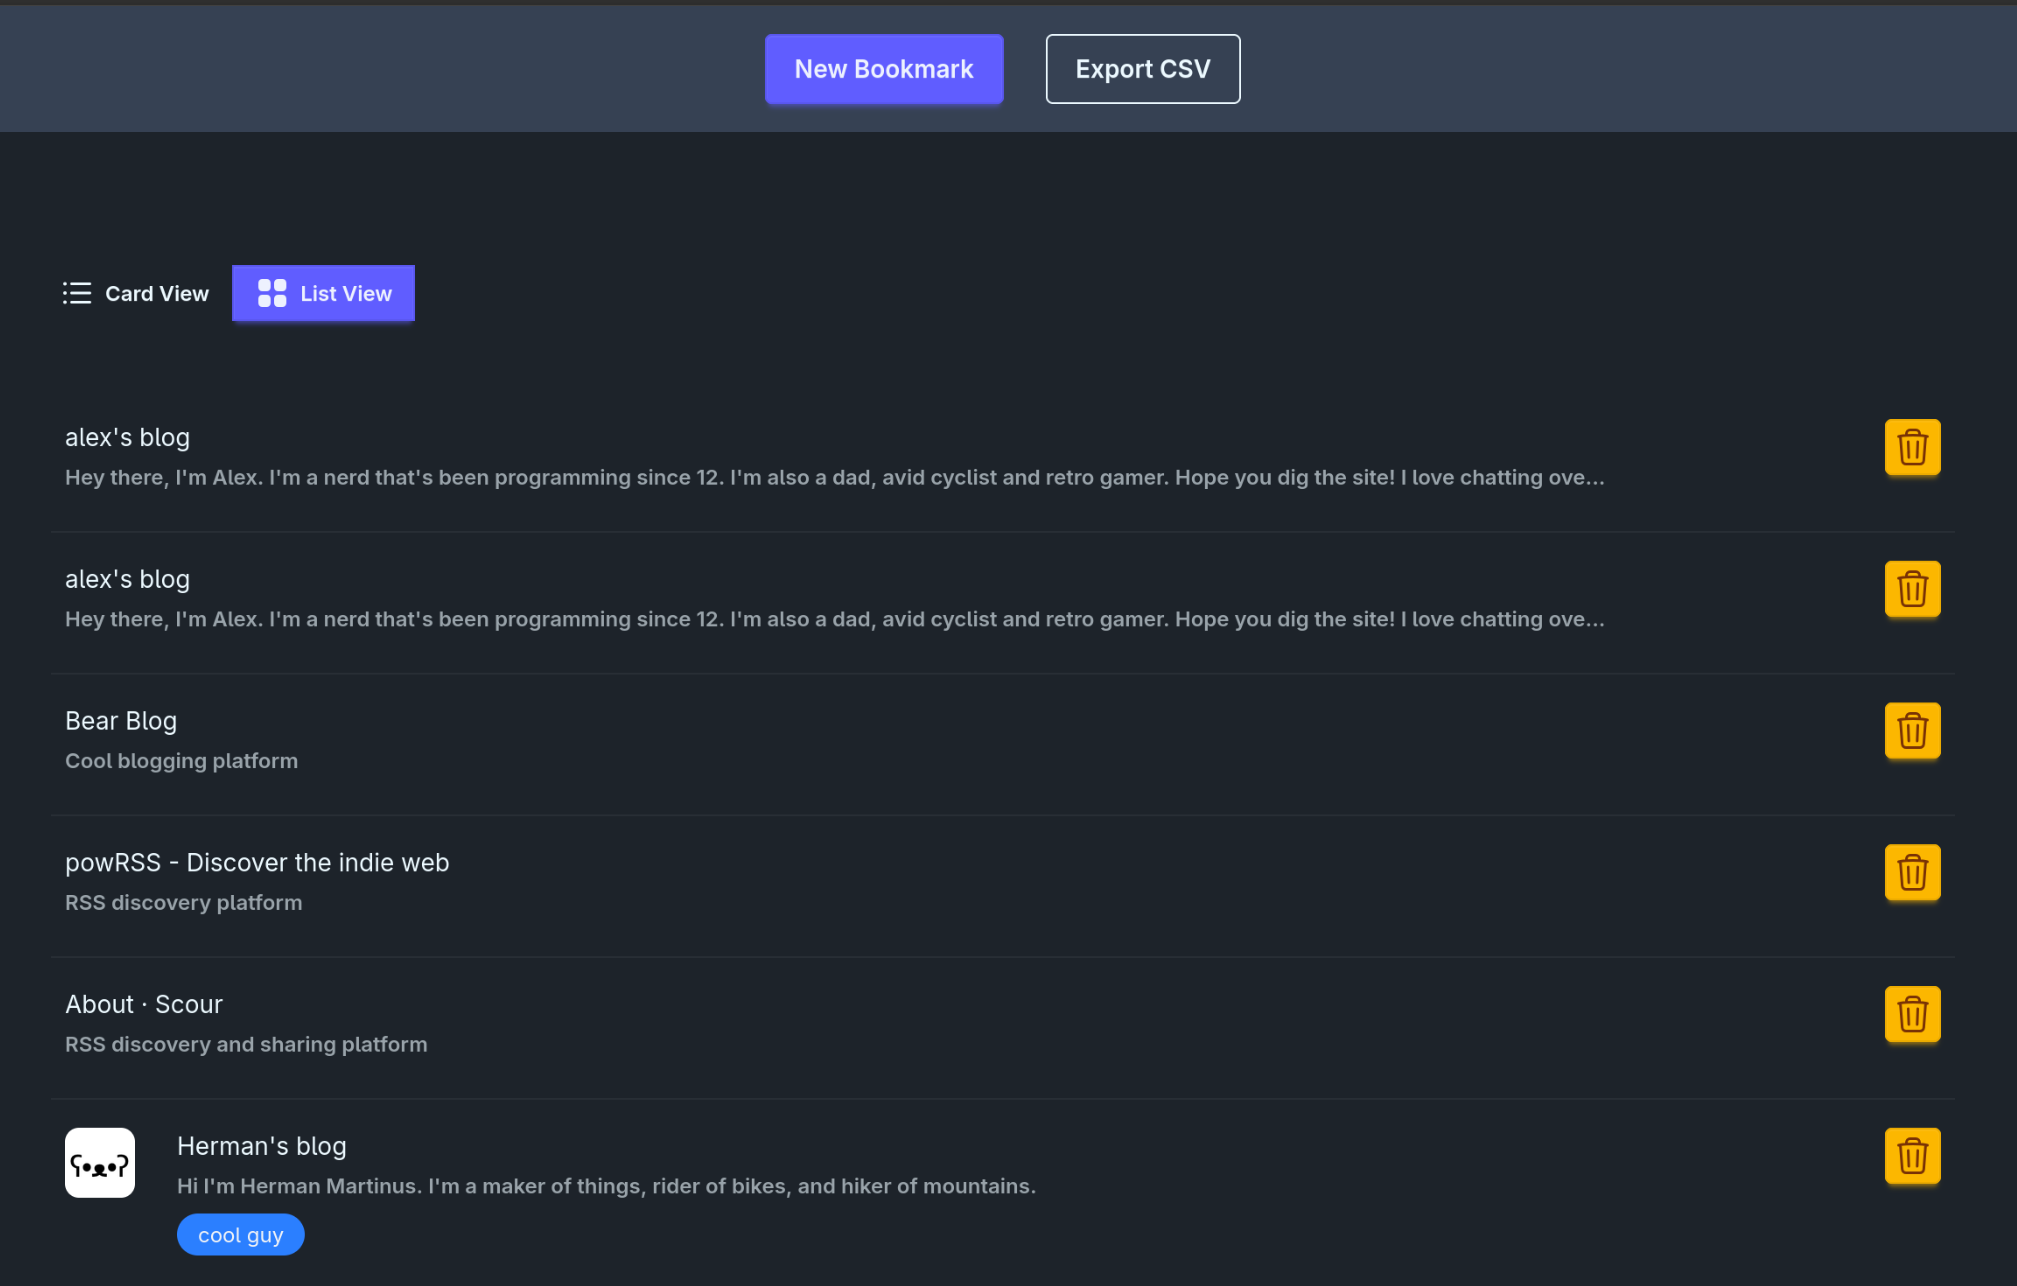 New Bookmark
Export CSV
Card View
List View
alex's blog
Hey there, I'm Alex. I'm a nerd that's been programming since 12. I'm also a dad, avid cyclist and retro gamer. Hope you dig the site! I love chatting ove...
alex's blog
Hey there, I'm Alex. I'm a nerd that's been programming since 12. I'm also a dad, avid cyclist and retro gamer. Hope you dig the site! I love chatting ove...
Bear Blog
Cool blogging platform
powRSS - Discover the indie web
RSS discovery platform
About · Scour
RSS discovery and sharing platform
Herman's blog
Hi I'm Herman Martinus. I'm a maker of things, rider of bikes, and hiker of mountains.
cool guy